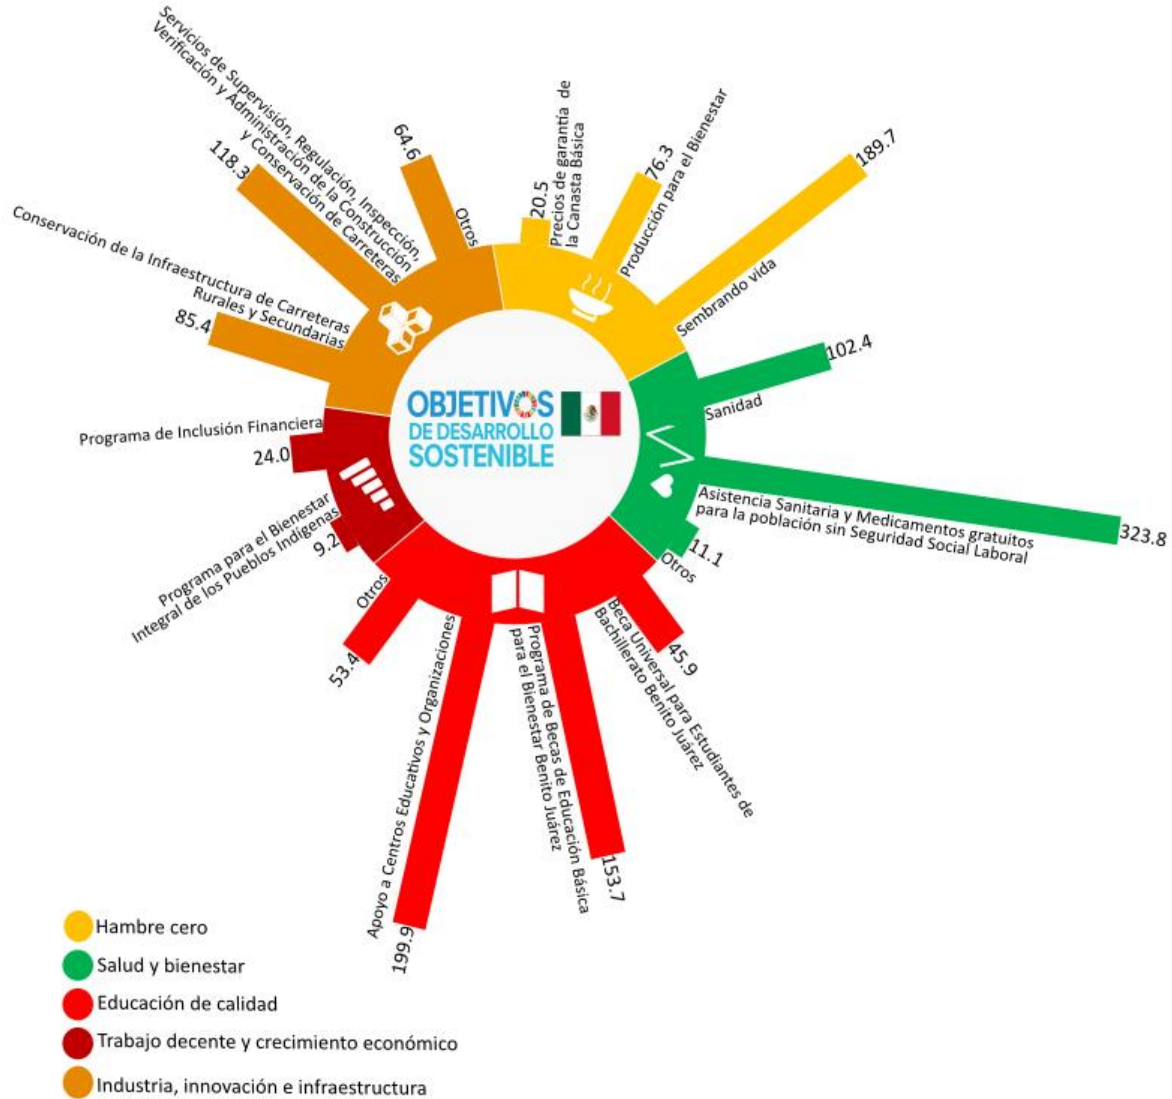 OBJETIVOS
DE DESARROLLO
SOSTENIBLE
20.5
Precios de garantía de
la Canasta Básica
76.3
Producción para el Bienestar
189.7
Sembrando vida
102.4
Sanidad
323.8
Asistencia Sanitaria y Medicamentos gratuitos
para la población sin Seguridad Social Laboral
11.1
Otros
45.9
Beca Universal para Estudiantes de
Bachillerato Benito Juárez
153.7
Programa de Becas de Educación Básica
para el Bienestar Benito Juárez
199.9
Apoyo a Centros Educativos y Organizaciones
53.4
Otros
9.2
Programa para el Bienestar
Integral de los Pueblos Indígenas
24.0
Programa de Inclusión Financiera
85.4
Conservación de la Infraestructura de Carreteras
Rurales y Secundarias
118.3
Servicios de Supervisión, Regulación, Inspección,
Verificación y Administración de la Construcción
y Conservación de Carreteras
64.6
Otros
Hambre cero
Salud y bienestar
Educación de calidad
Trabajo decente y crecimiento económico
Industria, innovación e infraestructura